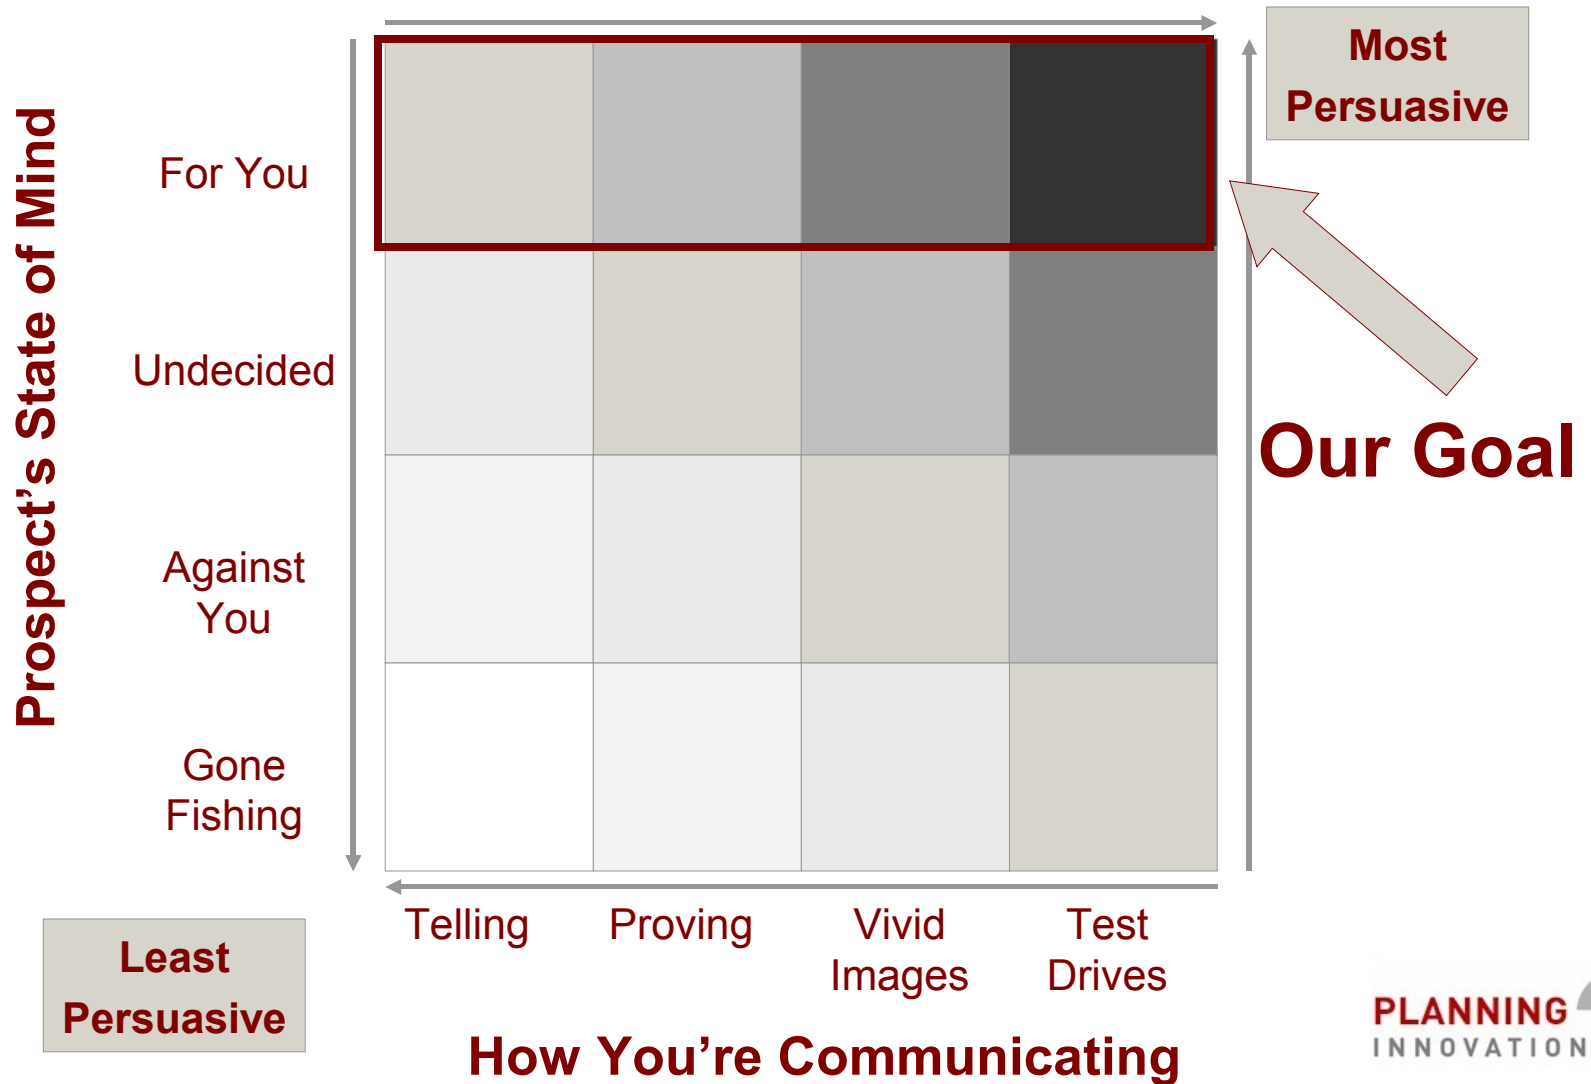 Most
Persuasive
Prospect's State of Mind
For You
Undecided
Our Goal
Against
You
Gone
Fishing
Telling
Proving
Vivid
Images
Test
Drives
Least
Persuasive
How You're Communicating
PLANNING
INNOVATION